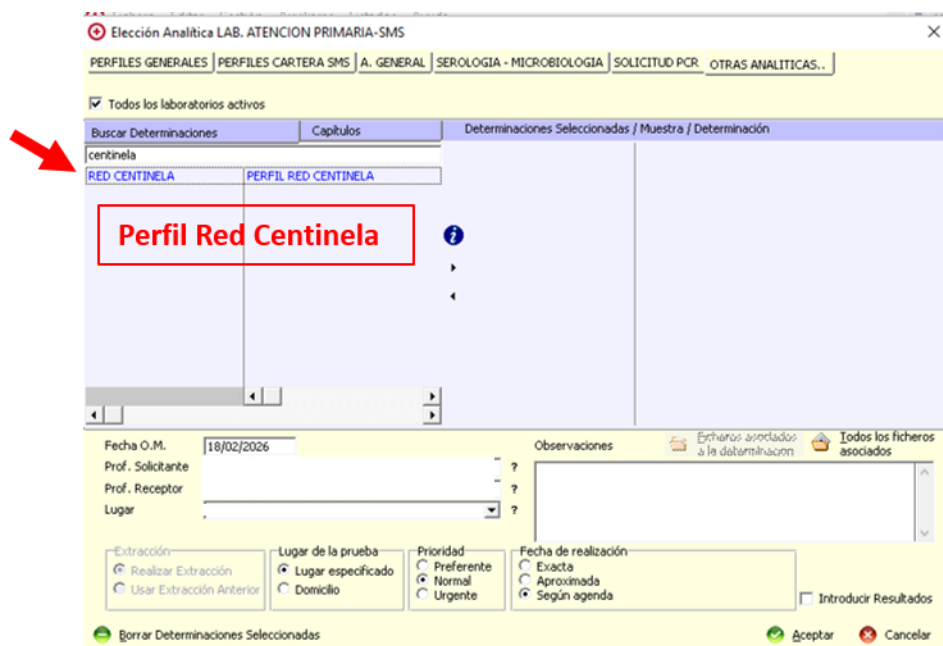 Elección Analítica LAB. ATENCION PRIMARIA-SMS
PERFILES GENERALES PERFILES CARTERA SMS A. GENERAL SEROLOGIA - MICROBIOLOGIA SOLICITUD PCR OTRAS ANALITICAS..
Todos los laboratorios activos
Buscar Determinaciones Capítulos Determinaciones Seleccionadas / Muestra / Determinación
centinela
RED CENTINELA PERFIL RED CENTINELA
Perfil Red Centinela
Fecha O.M. 18/02/2026 Observaciones Ficheros asociados a la determinacion Todos los ficheros asociados
Prof. Solicitante ?
Prof. Receptor ?
Lugar ?
Extracción Lugar de la prueba Prioridad Fecha de realización
Realizar Extracción Lugar especificado Preferente Exacta
Usar Extracción Anterior Domicilio Normal Aproximada
Urgente Según agenda Introducir Resultados
Borrar Determinaciones Seleccionadas Aceptar Cancelar